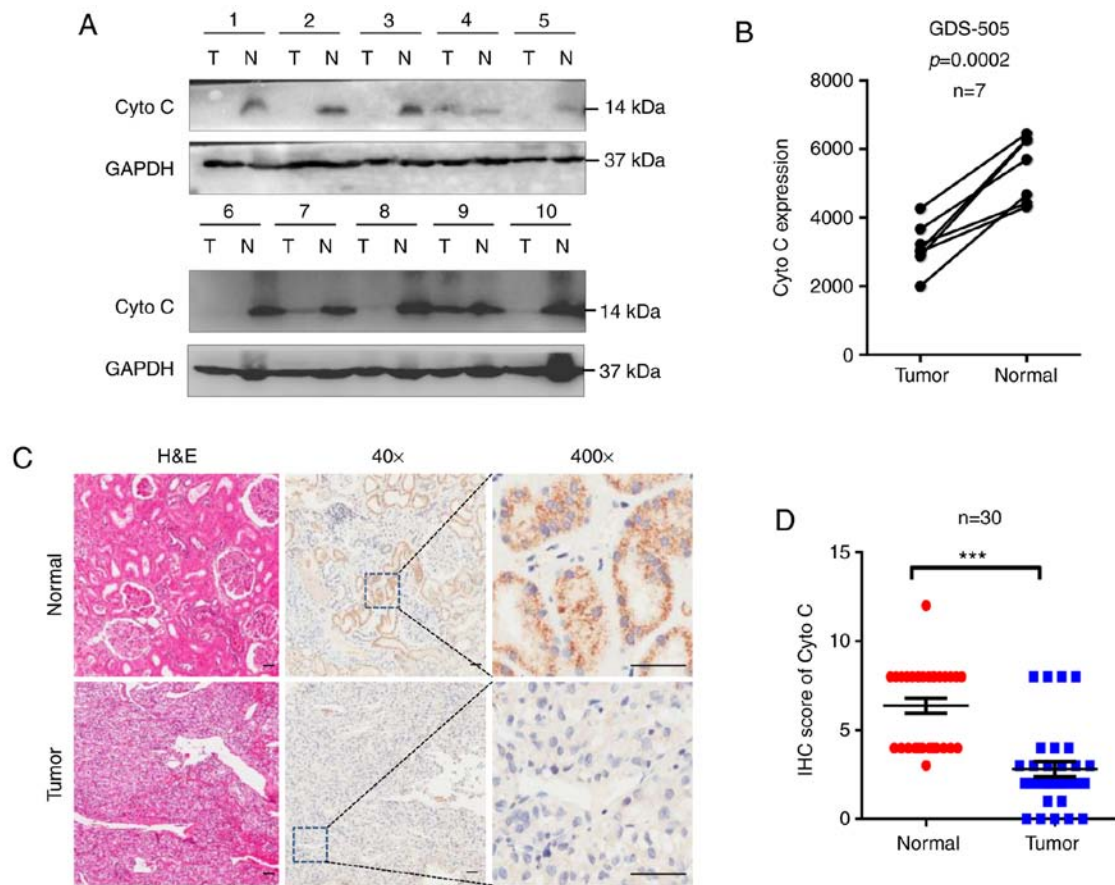 A
1 2 3 4 5
T N T N T N T N T N
Cyto C
14 kDa
GAPDH
37 kDa
6 7 8 9 10
T N T N T N T N T N
Cyto C
14 kDa
GAPDH
37 kDa
B
GDS-505
p=0.0002
n=7
8000
6000
4000
2000
0
Cyto C expression
Tumor Normal
C
H&E 40× 400×
Normal
Tumor
D
n=30
***
15
10
5
0
IHC score of Cyto C
Normal Tumor